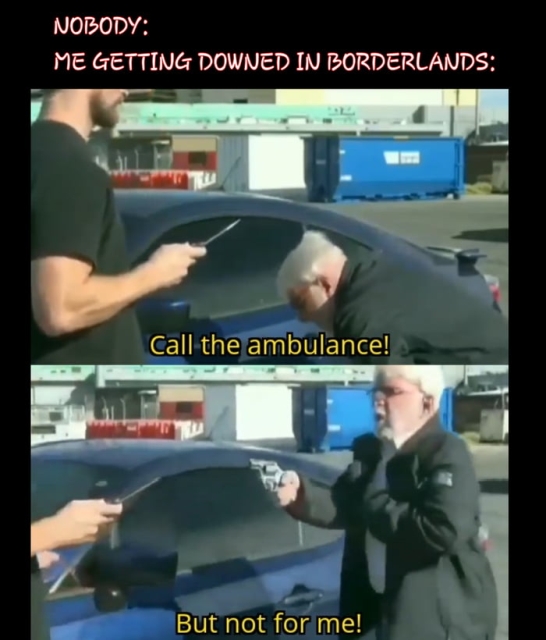 NOBODY:
ME GETTING DOWNED IN BORDERLANDS:
Call the ambulance!
But not for me!